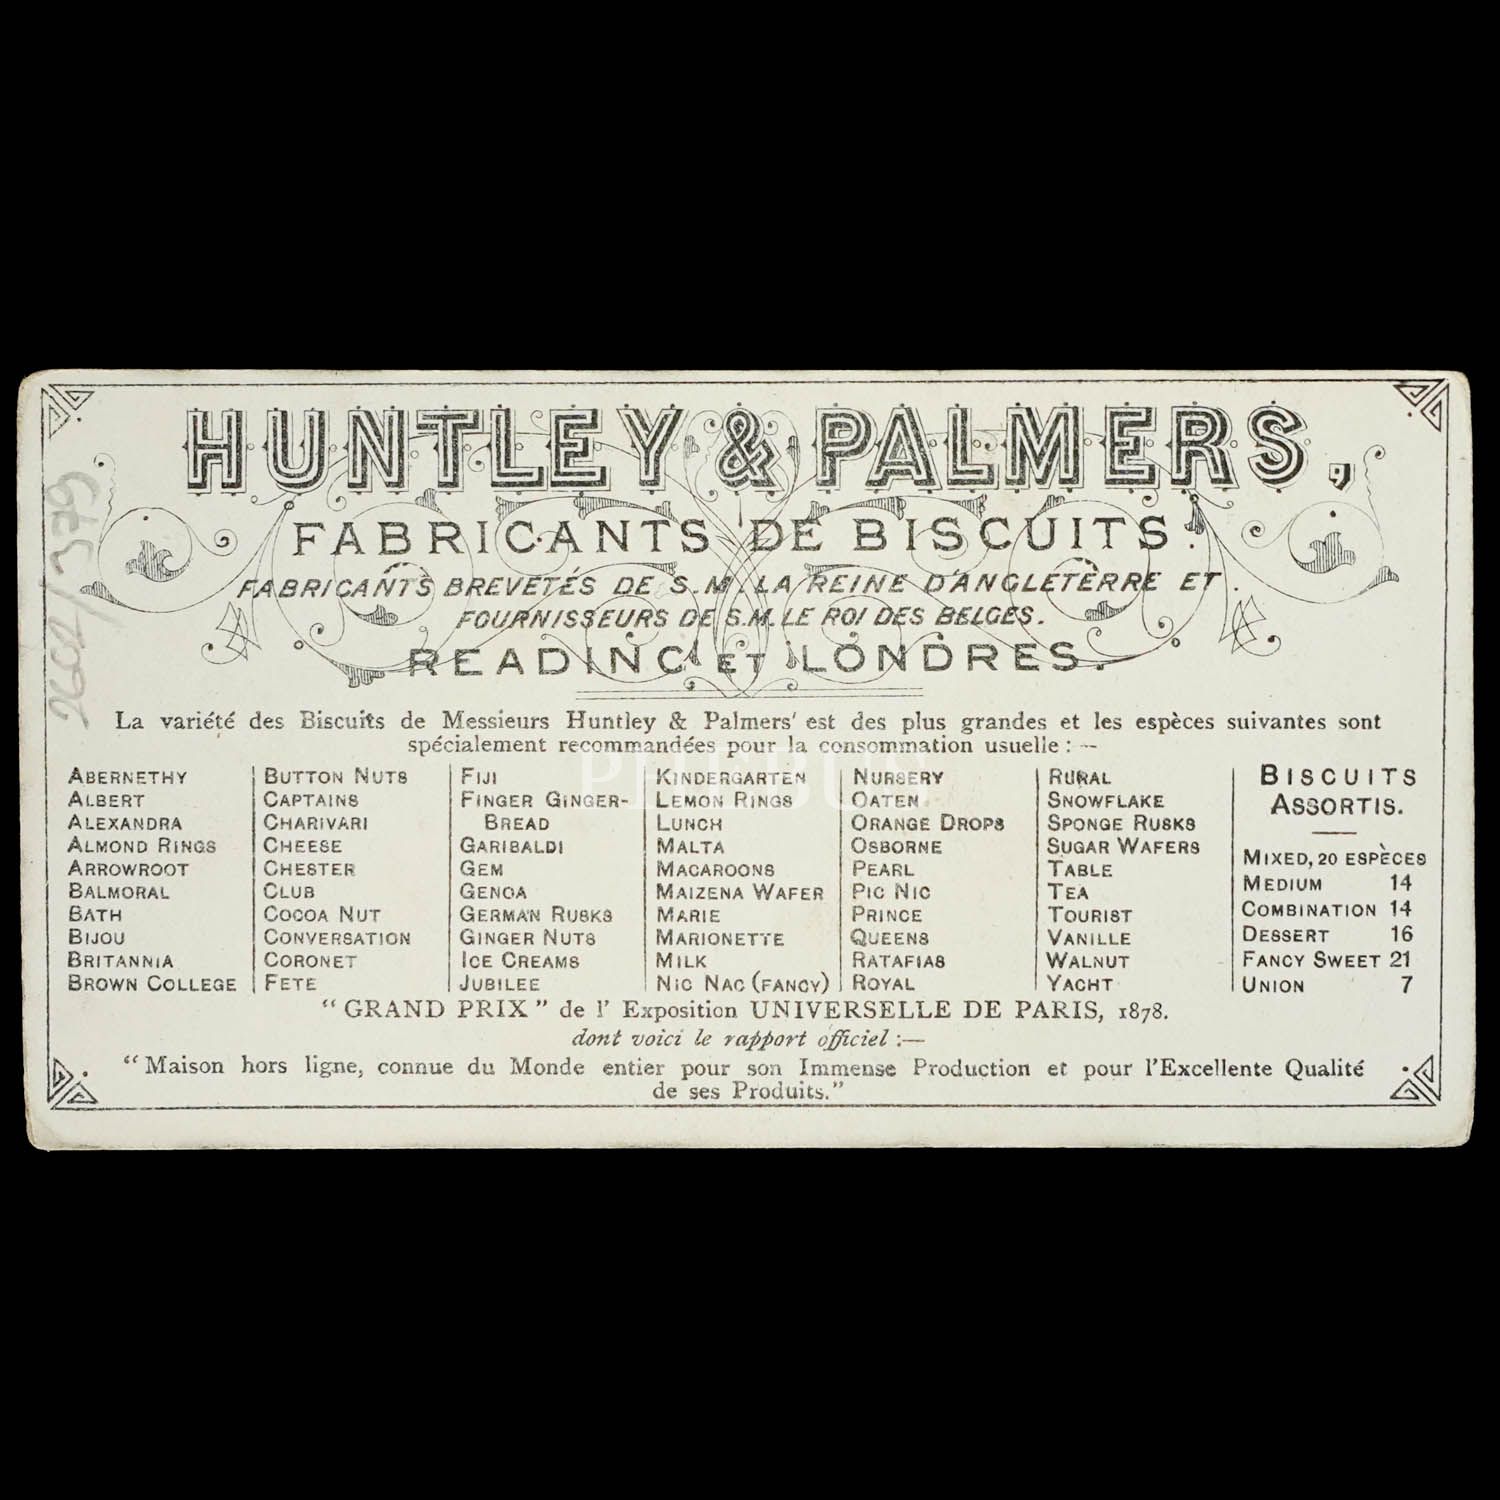 HUNTLEY & PALMERS,
FABRICANTS DE BISCUITS.
FABRICANTS BREVETÉS DE S.M. LA REINE D'ANGLETERRE ET
FOURNISSEURS DE S.M. LE ROI DES BELGES.
READING ET LONDRES.
La variété des Biscuits de Messieurs Huntley & Palmers' est des plus grandes et les espèces suivantes sont
spécialement recommandées pour la consommation usuelle : —
ABERNETHY
ALBERT
ALEXANDRA
ALMOND RINGS
ARROWROOT
BALMORAL
BATH
BIJOU
BRITANNIA
BROWN COLLEGE
BUTTON NUTS
CAPTAINS
CHARIVARI
CHEESE
CHESTER
CLUB
COCOA NUT
CONVERSATION
CORONET
FETE
FIJI
FINGER GINGER-
BREAD
GARIBALDI
GEM
GENOA
GERMAN RUSKS
GINGER NUTS
ICE CREAMS
JUBILEE
KINDERGARTEN
LEMON RINGS
LUNCH
MALTA
MACAROONS
MAIZENA WAFER
MARIE
MARIONETTE
MILK
NIC NAC (FANCY)
NURSERY
OATEN
ORANGE DROPS
OSBORNE
PEARL
PIC NIC
PRINCE
QUEENS
RATAFIAS
ROYAL
RURAL
SNOWFLAKE
SPONGE RUSKS
SUGAR WAFERS
TABLE
TEA
TOURIST
VANILLE
WALNUT
YACHT
BISCUITS
ASSORTIS.
MIXED, 20 ESPÈCES
MEDIUM 14
COMBINATION 14
DESSERT 16
FANCY SWEET 21
UNION 7
"GRAND PRIX" de l' Exposition UNIVERSELLE DE PARIS, 1878.
dont voici le rapport officiel :—
"Maison hors ligne, connue du Monde entier pour son Immense Production et pour l'Excellente Qualité
de ses Produits."
2601/379
PHEBUS